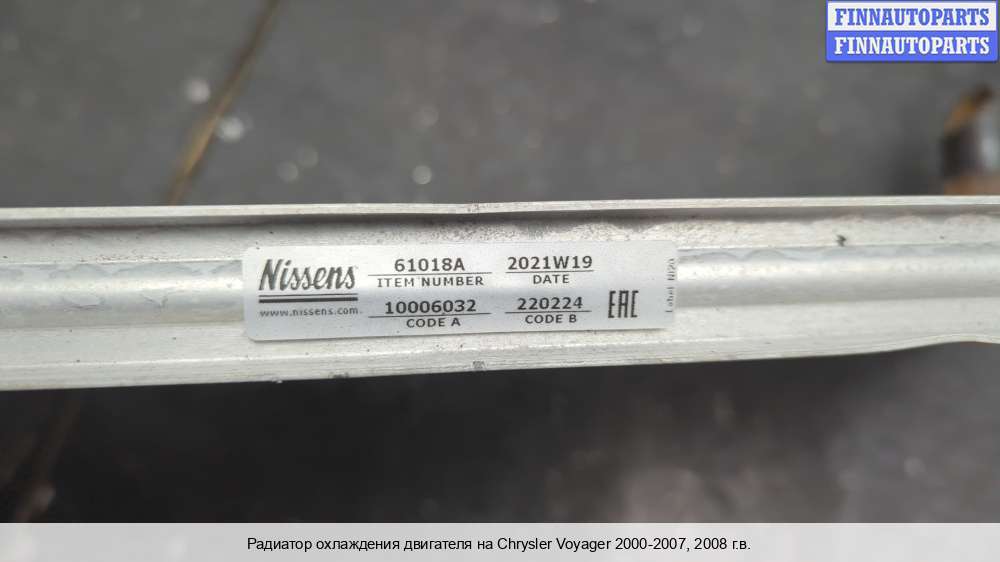 FINNAUTOPARTS
FINNAUTOPARTS
Nissens
www.nissens.com.
61018A
ITEM NUMBER
10006032
CODE A
2021W19
DATE
220224
CODE B
EAC
Label
Радиатор охлаждения двигателя на Chrysler Voyager 2000-2007, 2008 г.в.